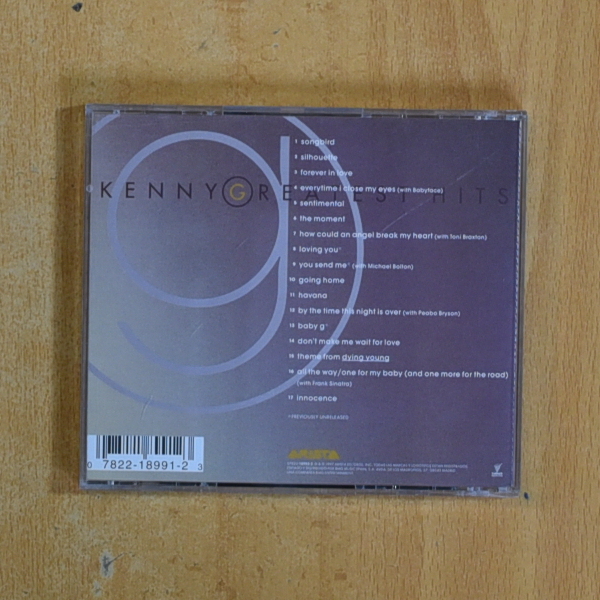 KENNY G REATEST HITS
1 songbird
2 silhouette
3 forever in love
4 everytime i close my eyes (with Babyface)
5 sentimental
6 the moment
7 how could an angel break my heart (with Toni Braxton)
8 loving you*
9 you send me* (with Michael Bolton)
10 going home
11 havana
12 by the time this night is over (with Peabo Bryson)
13 baby g*
14 don't make me wait for love
15 theme from dying young
16 all the way/one for my baby (and one more for the road)
(with Frank Sinatra)
17 innocence
*PREVIOUSLY UNRELEASED
ARISTA
0 7822-18991-2 3